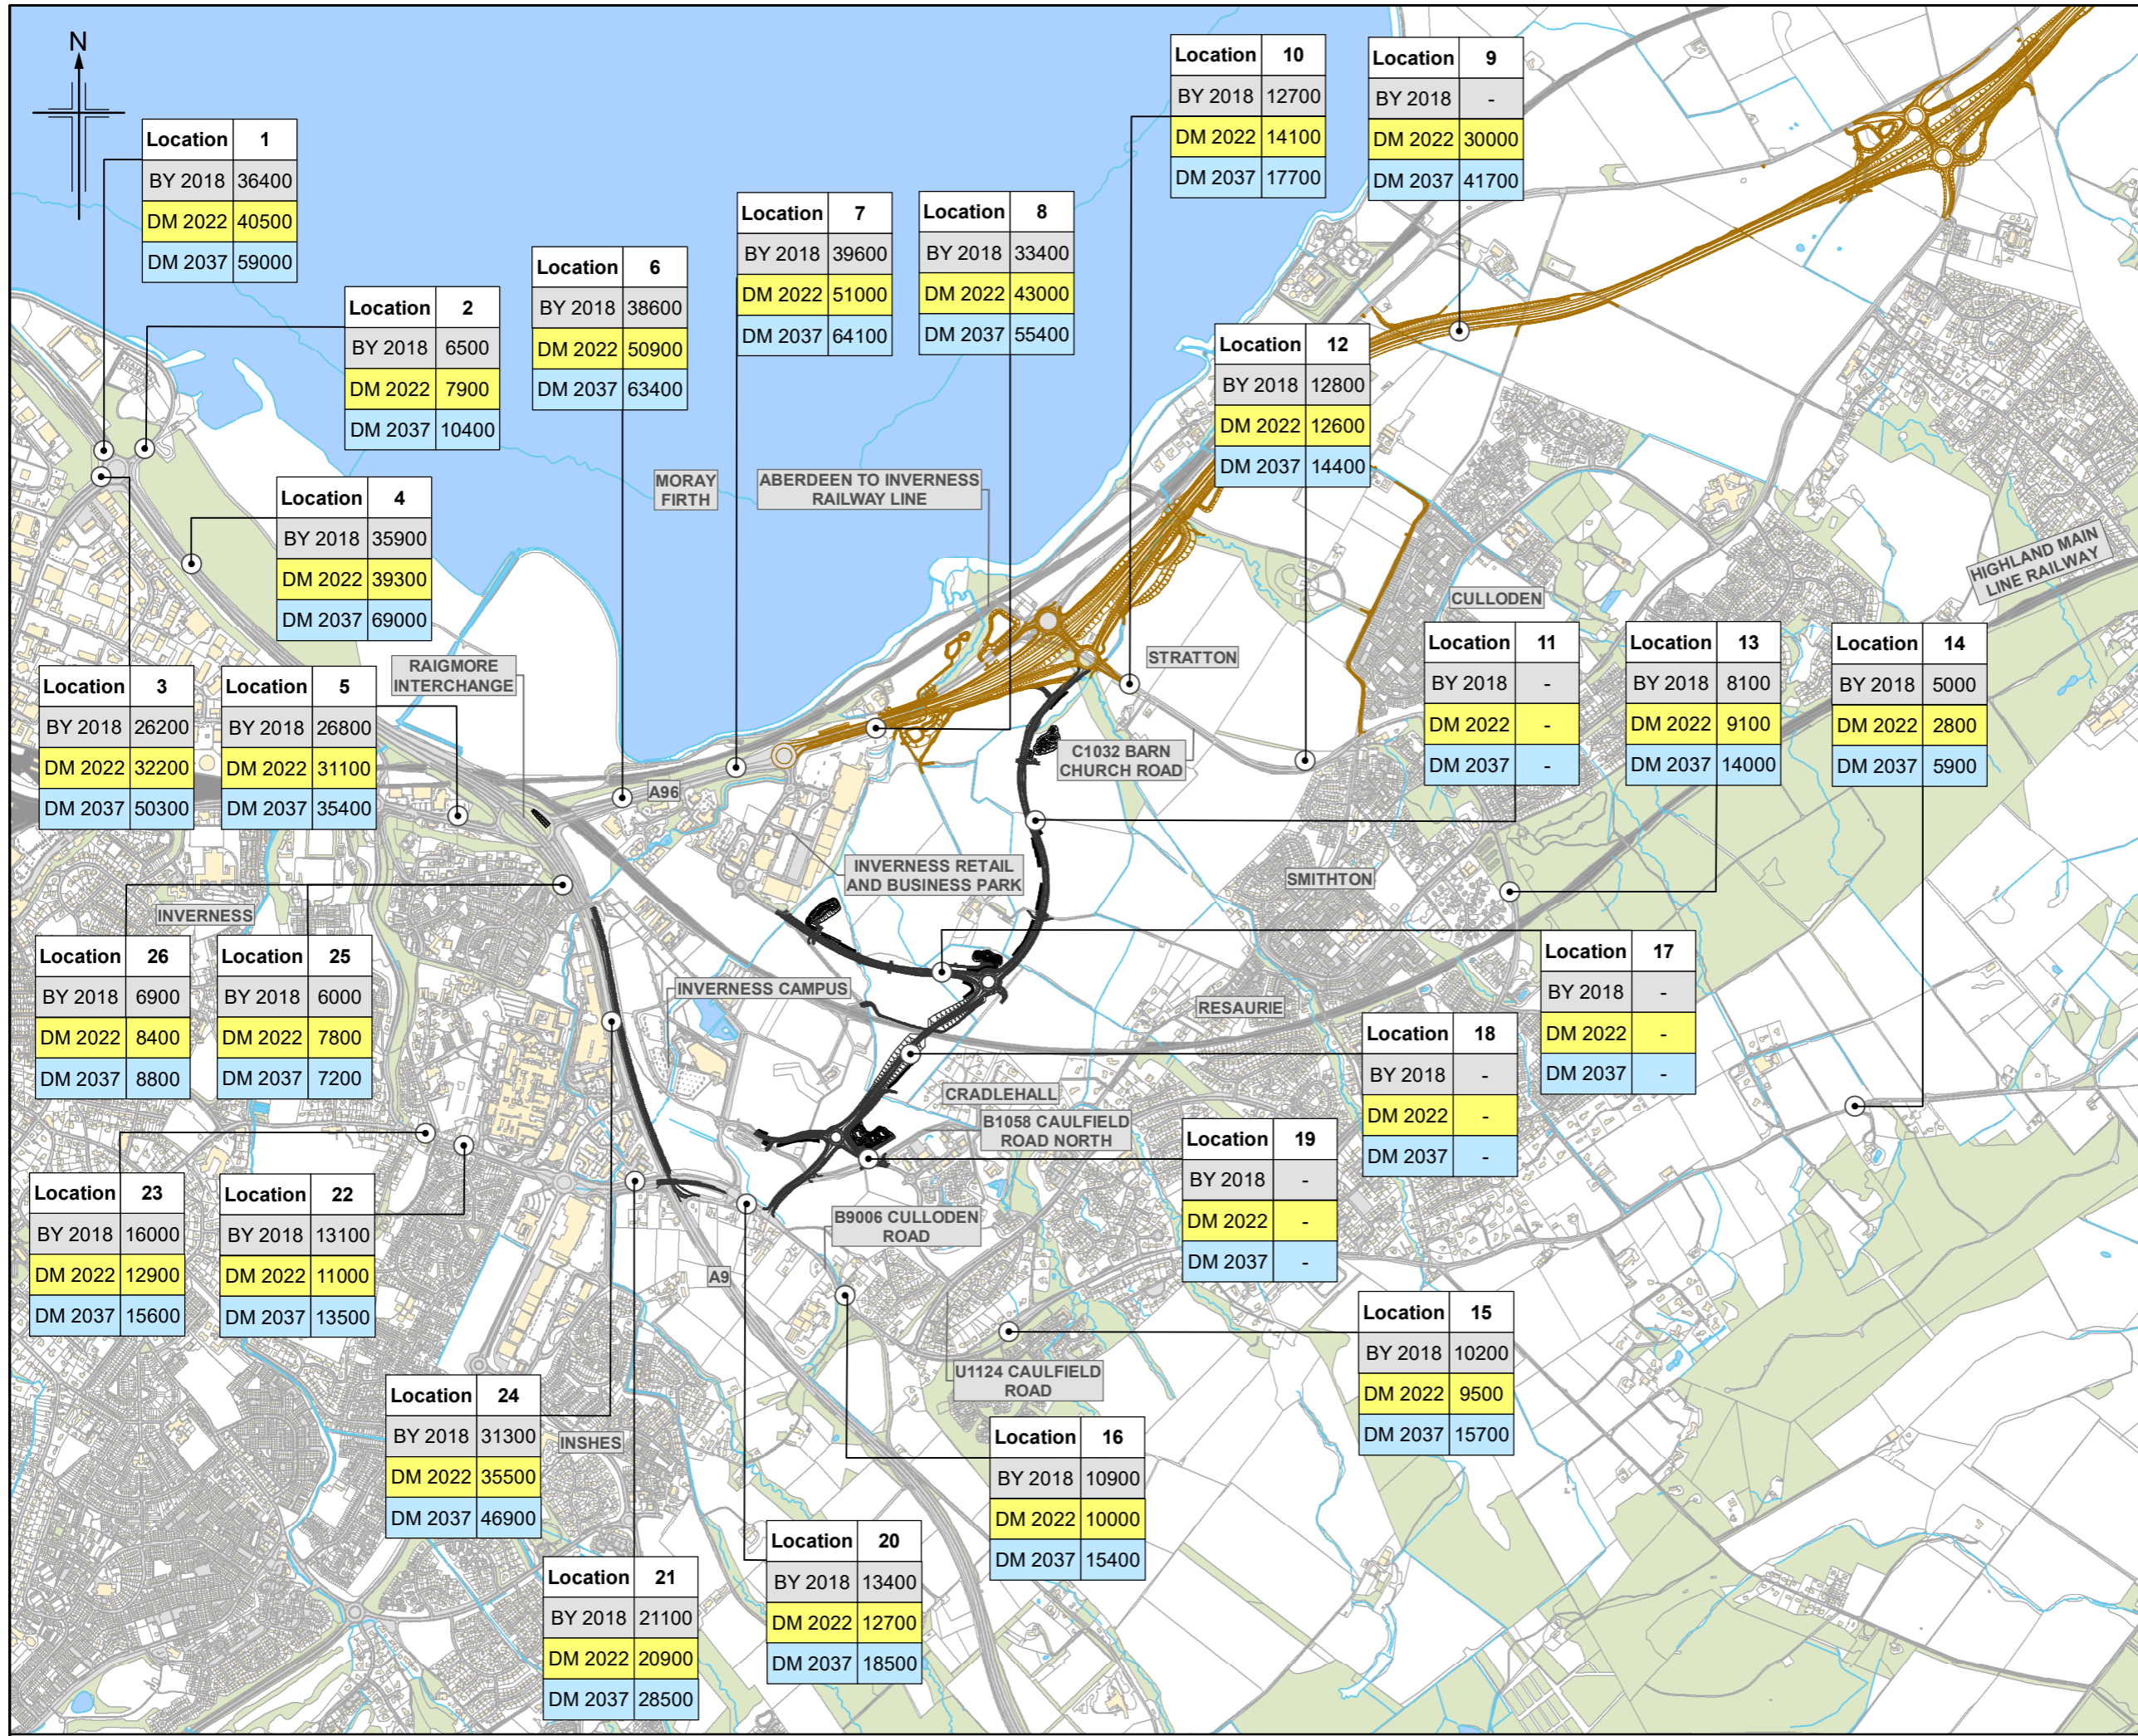 N
Location 1
BY 2018 36400
DM 2022 40500
DM 2037 59000
Location 2
BY 2018 6500
DM 2022 7900
DM 2037 10400
Location 6
BY 2018 38600
DM 2022 50900
DM 2037 63400
Location 7
BY 2018 39600
DM 2022 51000
DM 2037 64100
Location 8
BY 2018 33400
DM 2022 43000
DM 2037 55400
Location 10
BY 2018 12700
DM 2022 14100
DM 2037 17700
Location 9
BY 2018 -
DM 2022 30000
DM 2037 41700
Location 12
BY 2018 12800
DM 2022 12600
DM 2037 14400
Location 4
BY 2018 35900
DM 2022 39300
DM 2037 69000
MORAY
FIRTH
ABERDEEN TO INVERNESS
RAILWAY LINE
HIGHLAND MAIN
LINE RAILWAY
CULLODEN
STRATTON
RAIGMORE
INTERCHANGE
Location 3
BY 2018 26200
DM 2022 32200
DM 2037 50300
Location 5
BY 2018 26800
DM 2022 31100
DM 2037 35400
Location 11
BY 2018 -
DM 2022 -
DM 2037 -
Location 13
BY 2018 8100
DM 2022 9100
DM 2037 14000
Location 14
BY 2018 5000
DM 2022 2800
DM 2037 5900
C1032 BARN
CHURCH ROAD
A96
INVERNESS RETAIL
AND BUSINESS PARK
SMITHTON
INVERNESS
Location 26
BY 2018 6900
DM 2022 8400
DM 2037 8800
Location 25
BY 2018 6000
DM 2022 7800
DM 2037 7200
INVERNESS CAMPUS
RESAURIE
Location 17
BY 2018 -
DM 2022 -
DM 2037 -
Location 18
BY 2018 -
DM 2022 -
DM 2037 -
CRADLEHALL
B1058 CAULFIELD
ROAD NORTH
Location 19
BY 2018 -
DM 2022 -
DM 2037 -
Location 23
BY 2018 16000
DM 2022 12900
DM 2037 15600
Location 22
BY 2018 13100
DM 2022 11000
DM 2037 13500
B9006 CULLODEN
ROAD
A9
Location 15
BY 2018 10200
DM 2022 9500
DM 2037 15700
U1124 CAULFIELD
ROAD
Location 24
BY 2018 31300
DM 2022 35500
DM 2037 46900
INSHES
Location 16
BY 2018 10900
DM 2022 10000
DM 2037 15400
Location 20
BY 2018 13400
DM 2022 12700
DM 2037 18500
Location 21
BY 2018 21100
DM 2022 20900
DM 2037 28500